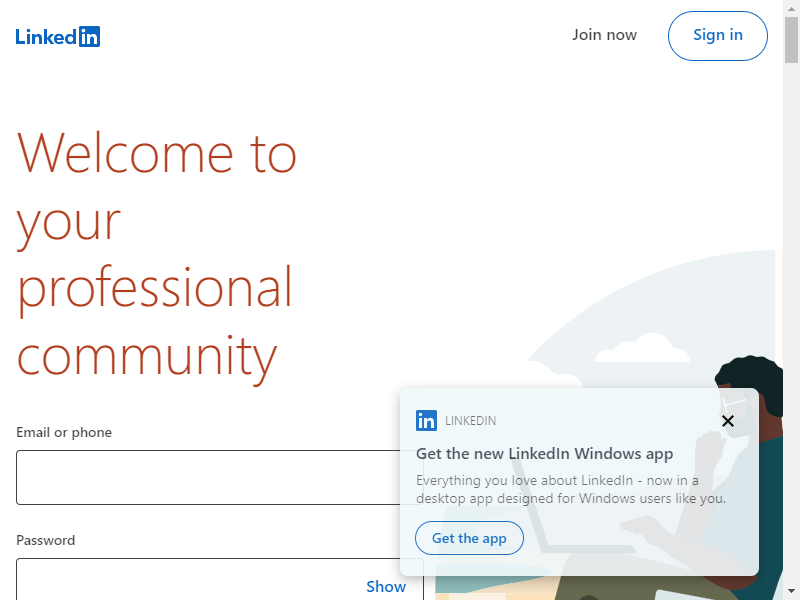 LinkedIn
Join now
Sign in
Welcome to
your
professional
community
Email or phone
Password
Show
in LINKEDIN
Get the new LinkedIn Windows app
Everything you love about LinkedIn - now in a
desktop app designed for Windows users like you.
Get the app